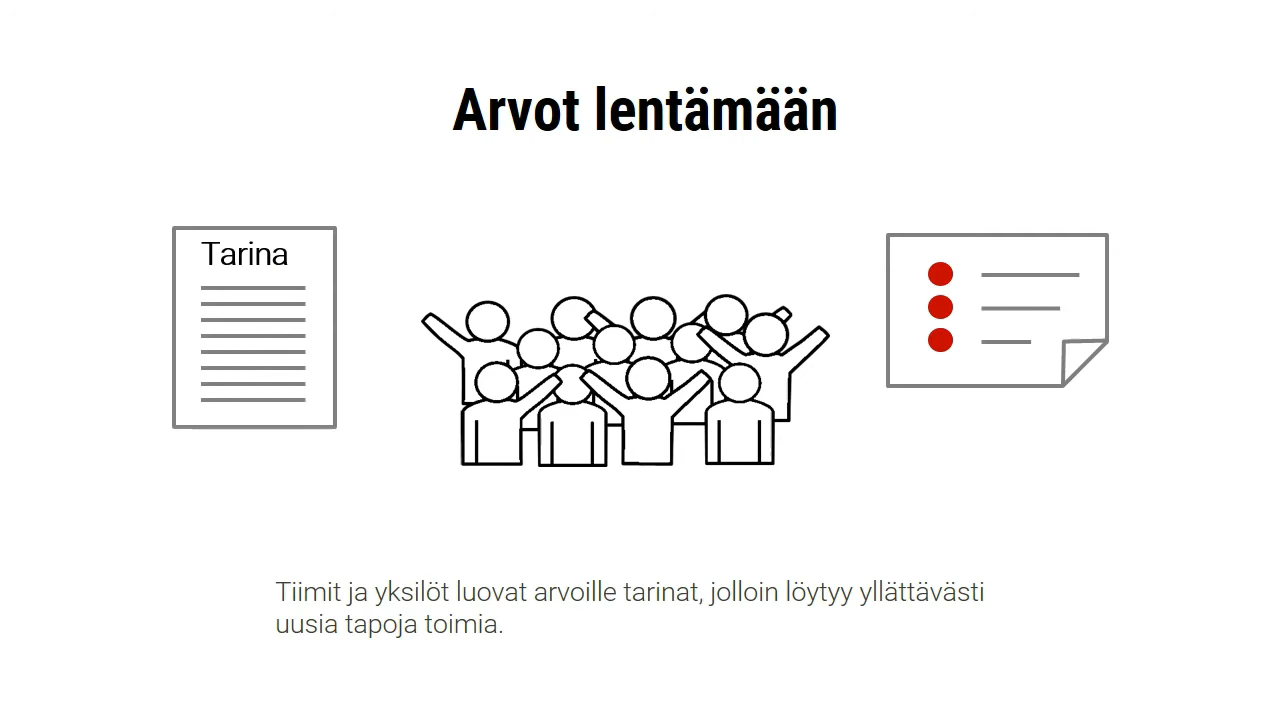 Arvot lentämään
Tarina
Tiimit ja yksilöt luovat arvoille tarinat, jolloin löytyy yllättävästi
uusia tapoja toimia.